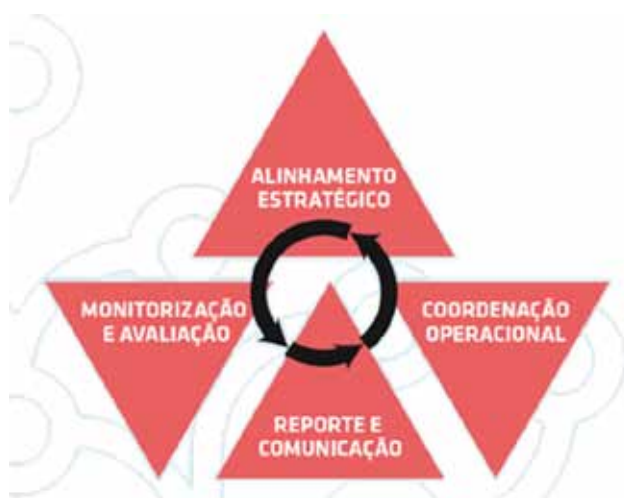 ALINHAMENTO
ESTRATÉGICO
MONITORIZAÇÃO
E AVALIAÇÃO
COORDENAÇÃO
OPERACIONAL
REPORTE E
COMUNICAÇÃO